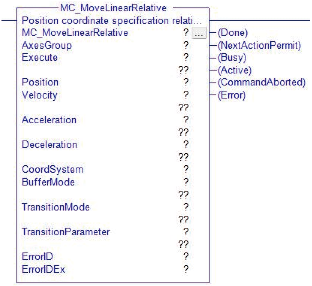 MC_MoveLinearRelative
Position coordinate specification relati...
MC_MoveLinearRelative ? ... (Done)
AxesGroup ? (NextActionPermit)
Execute ? (Busy)
?? (Active)
Position ? (CommandAborted)
Velocity ? (Error)
??
Acceleration ?
??
Deceleration ?
??
CoordSystem ?
BufferMode ?
??
TransitionMode ?
??
TransitionParameter ?
??
ErrorID ?
ErrorIDEx ?